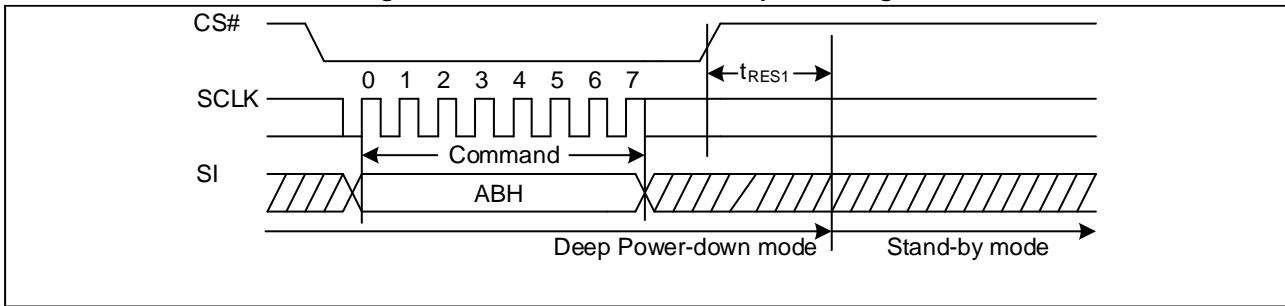 CS#
tRES1
0 1 2 3 4 5 6 7
SCLK
Command
SI
ABH
Deep Power-down mode Stand-by mode